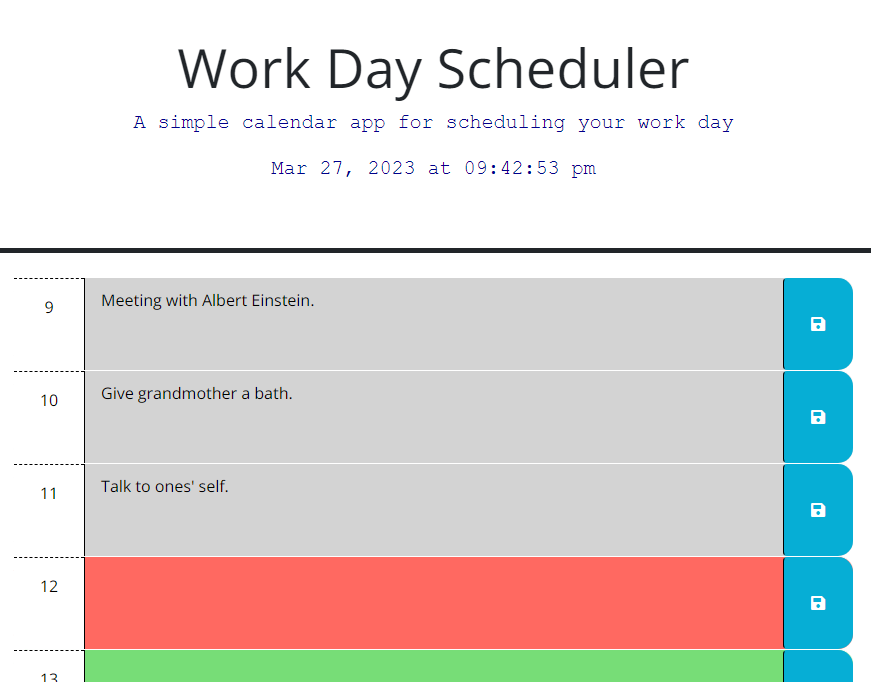 Work Day Scheduler
A simple calendar app for scheduling your work day
Mar 27, 2023 at 09:42:53 pm
9
Meeting with Albert Einstein.
10
Give grandmother a bath.
11
Talk to ones' self.
12
13